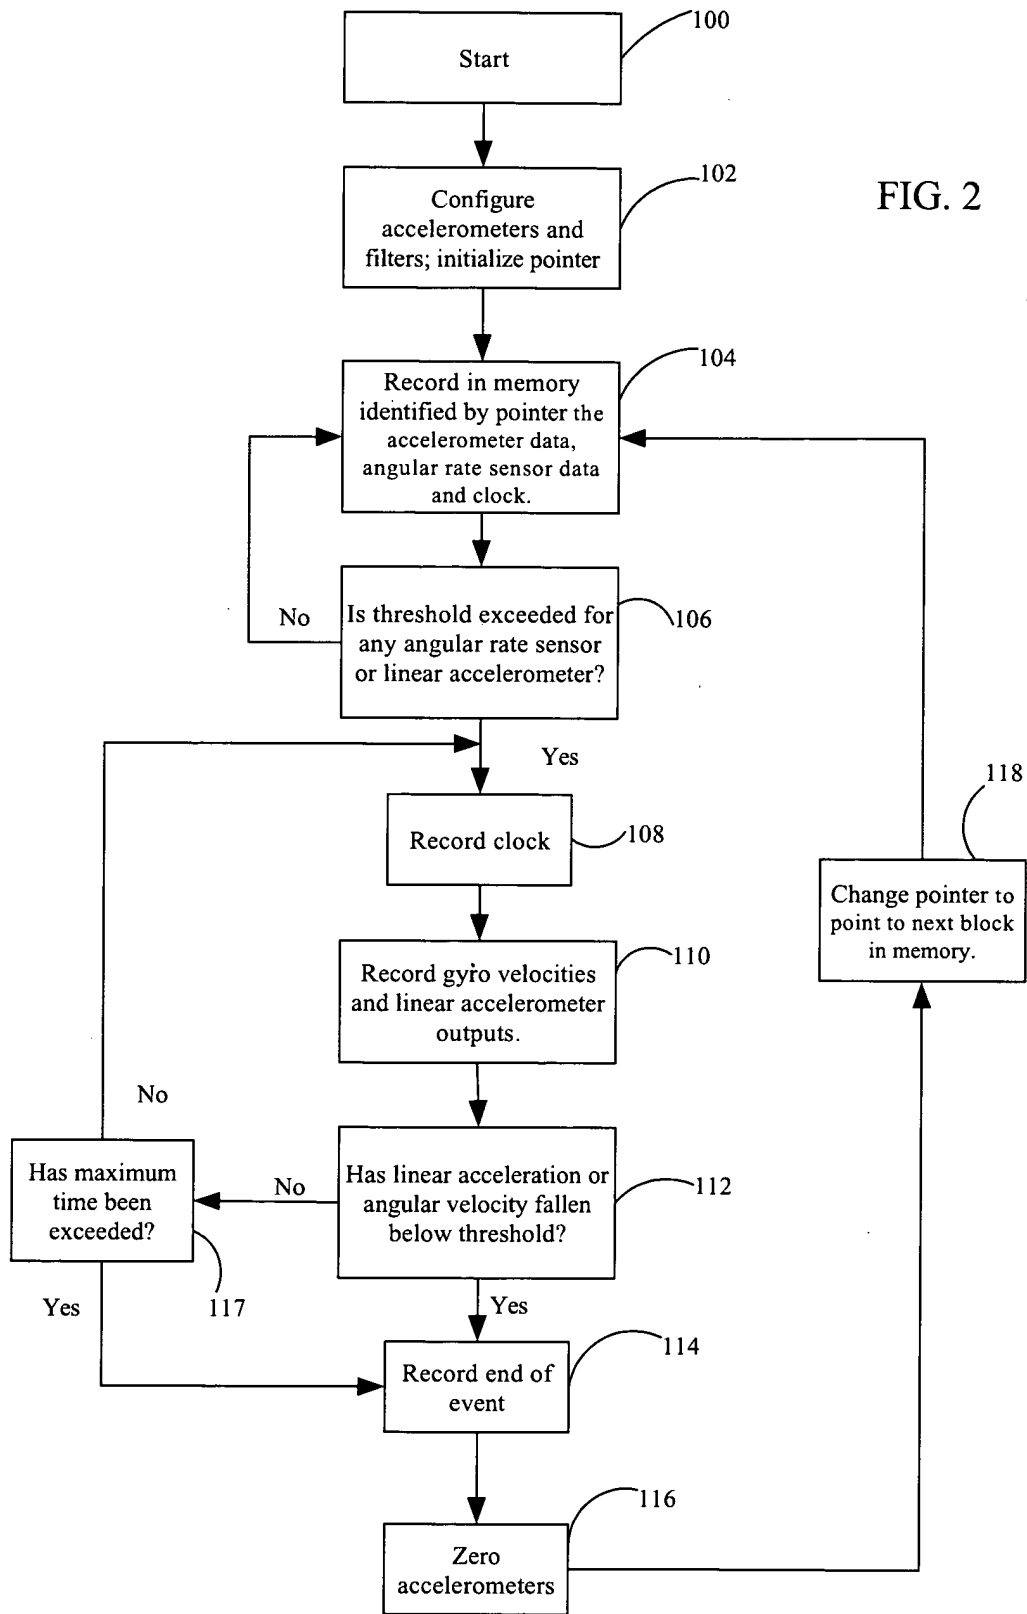 100
Start
102
FIG. 2
Configure
accelerometers and
filters; initialize pointer
104
Record in memory
identified by pointer the
accelerometer data,
angular rate sensor data
and clock.
106
No
Is threshold exceeded for
any angular rate sensor
or linear accelerometer?
Yes
118
108
Record clock
Change pointer to
point to next block
in memory.
110
Record gyro velocities
and linear accelerometer
outputs.
No
Has maximum
time been
exceeded?
No
Has linear acceleration or
angular velocity fallen
below threshold?
112
117
Yes
Yes
114
Record end of
event
116
Zero
accelerometers